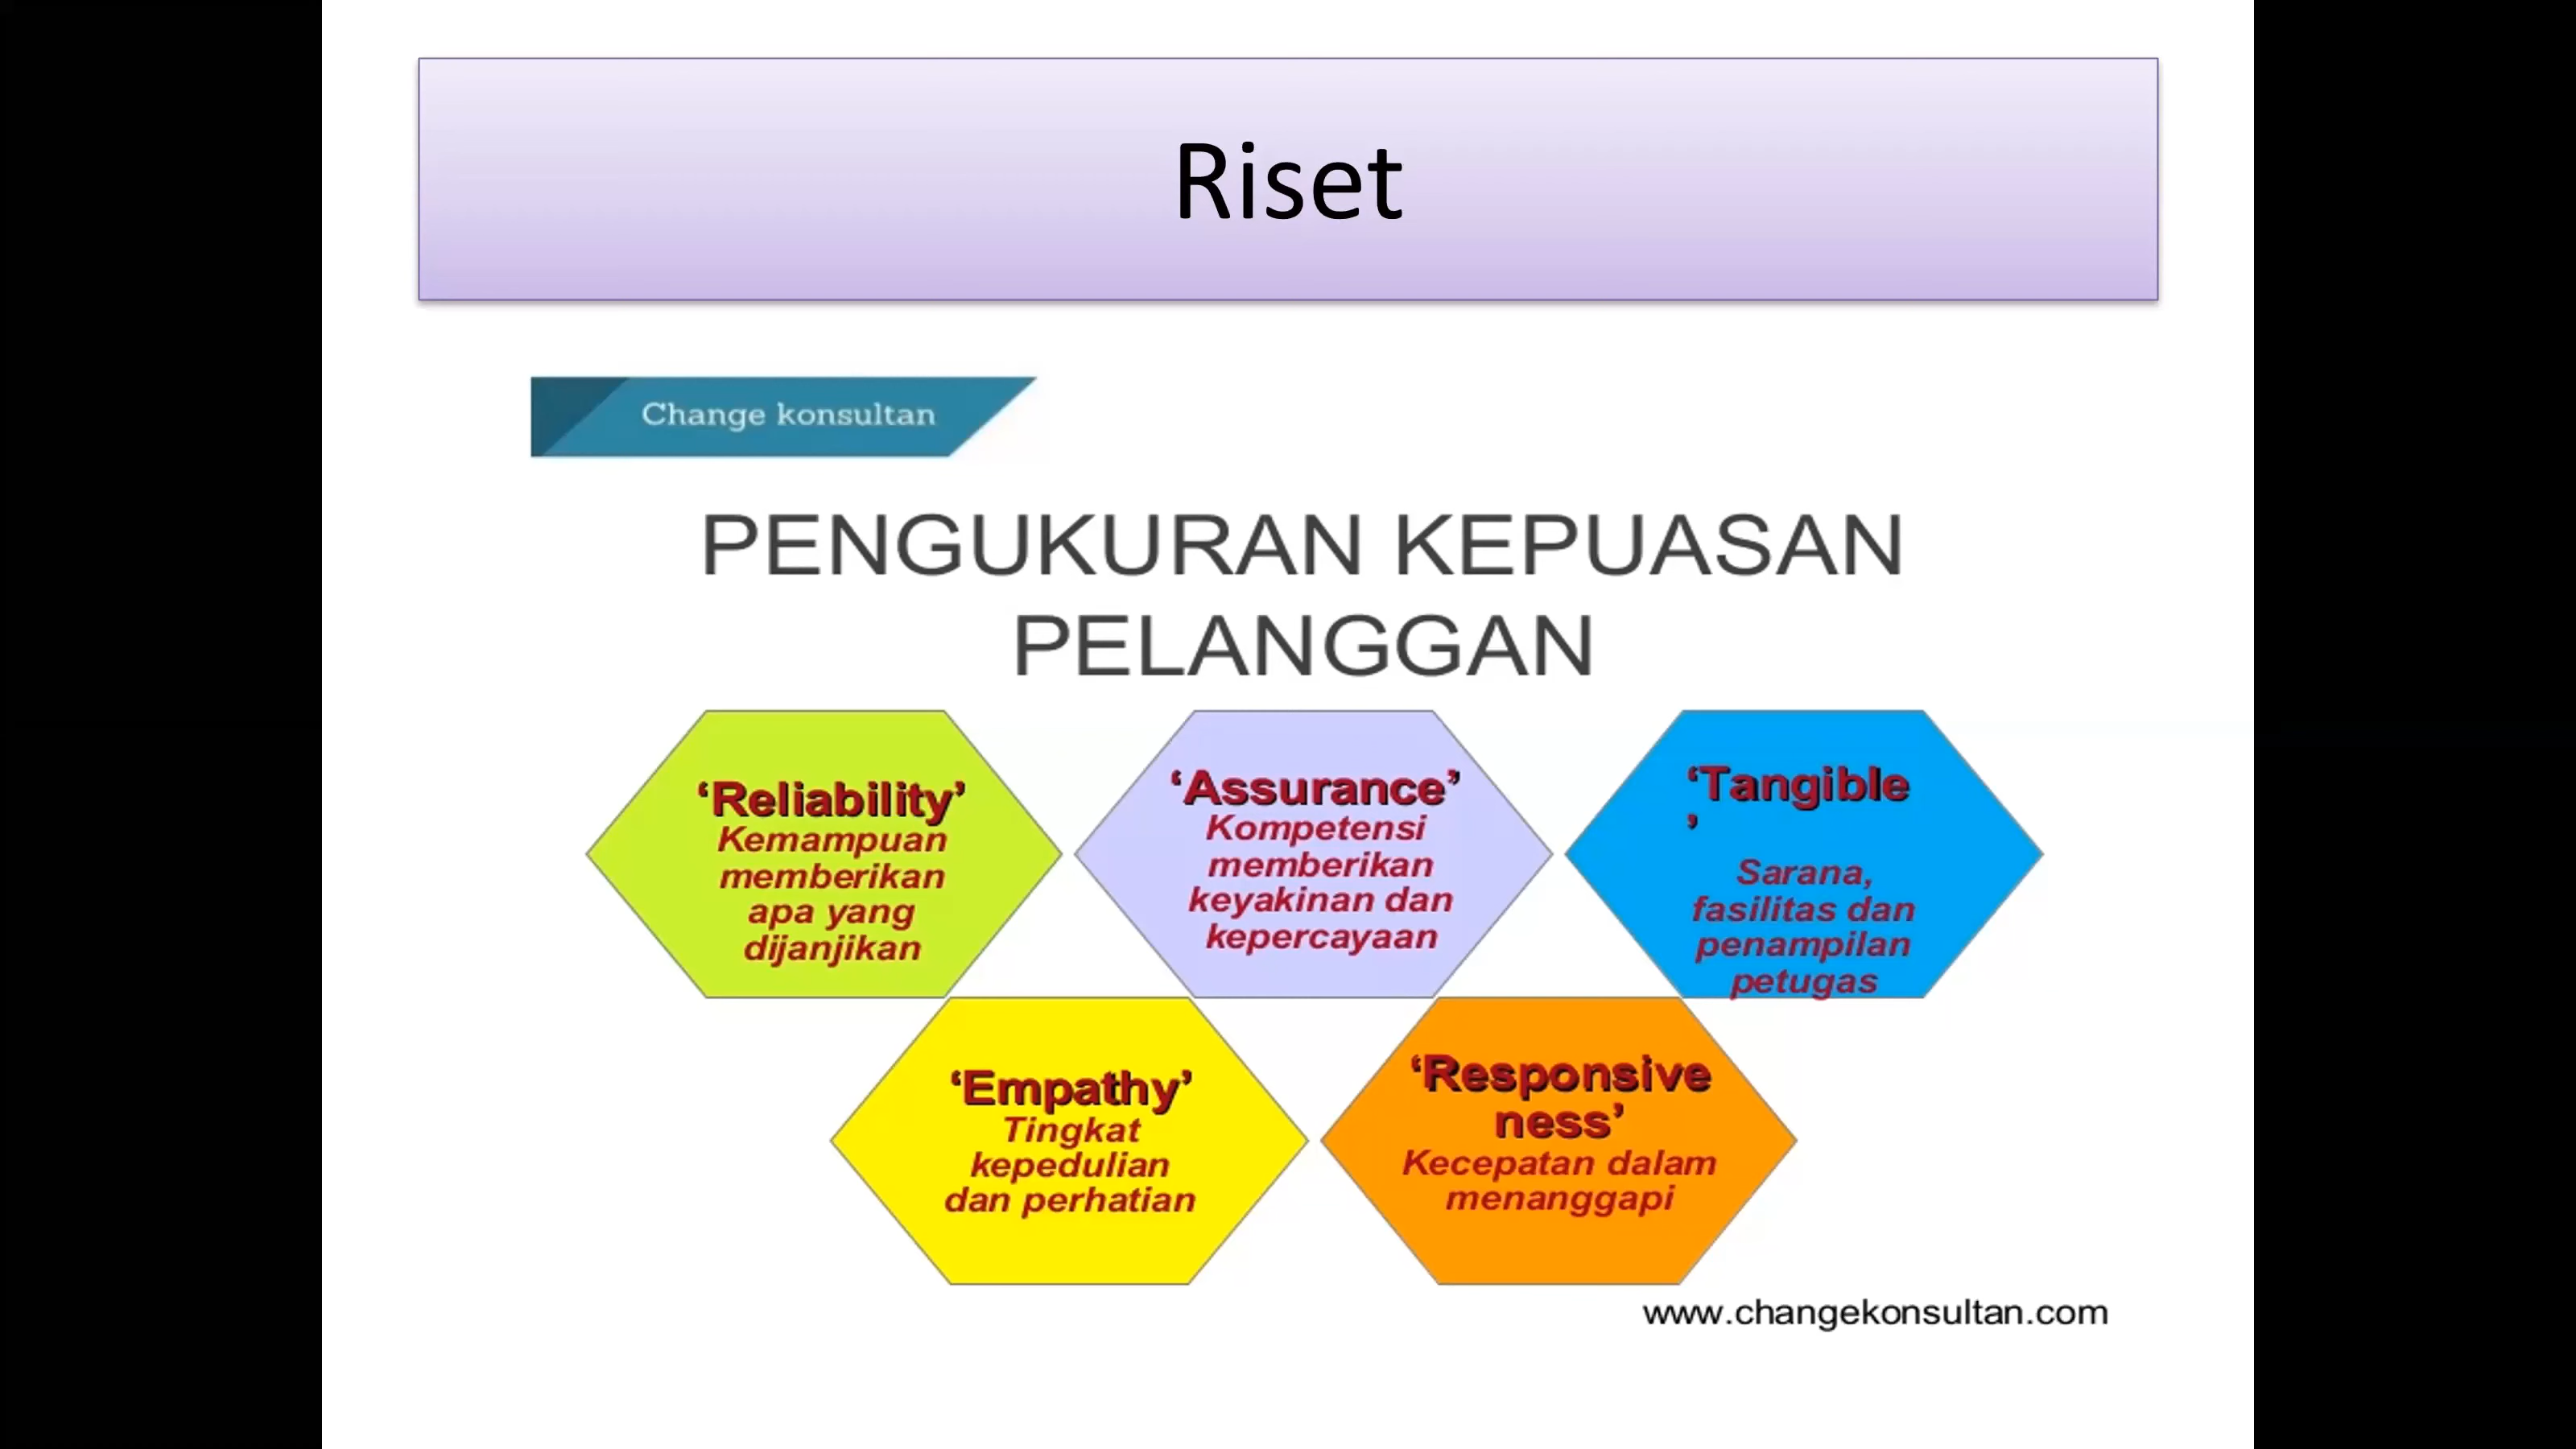 Riset
Change konsultan
PENGUKURAN KEPUASAN
PELANGGAN
‘Reliability’
Kemampuan
memberikan
apa yang
dijanjikan
‘Assurance’
Kompetensi
memberikan
keyakinan dan
kepercayaan
‘Tangible
’
Sarana,
fasilitas dan
penampilan
petugas
‘Empathy’
Tingkat
kepedulian
dan perhatian
‘Responsive
ness’
Kecepatan dalam
menanggapi
www.changekonsultan.com